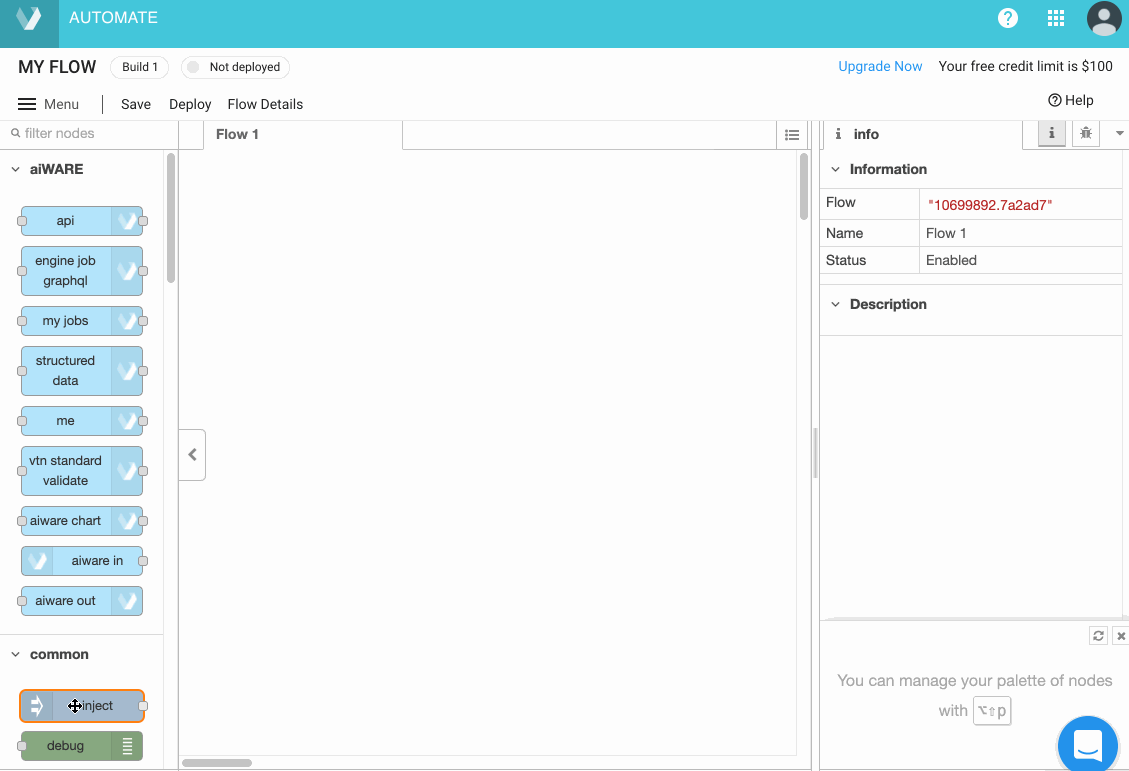 AUTOMATE
?
MY FLOW
Build 1
Not deployed
Upgrade Now
Your free credit limit is $100
Menu
Save
Deploy
Flow Details
Help
filter nodes
Flow 1
i info
i
aiWARE
api
engine job
graphql
my jobs
structured
data
me
vtn standard
validate
aiware chart
aiware in
aiware out
common
inject
debug
Information
Flow "10699892.7a2ad7"
Name Flow 1
Status Enabled
Description
You can manage your palette of nodes
with ⌥⇧p